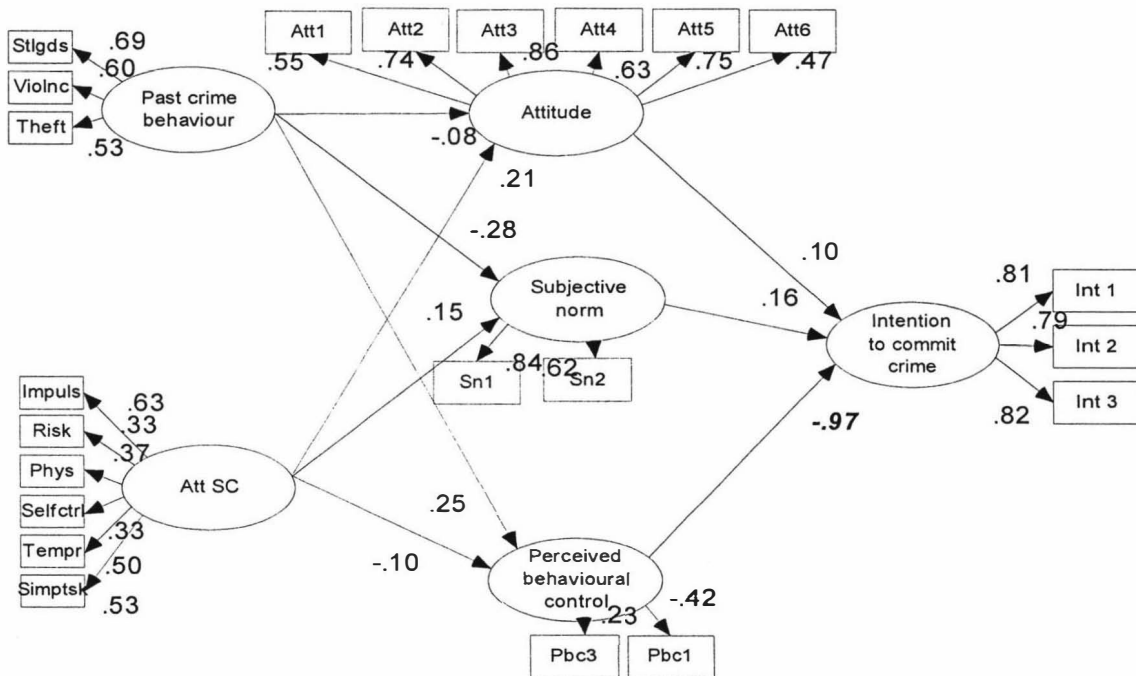 Att1
Att2
Att3
Att4
Att5
Att6
.55
.74
.86
.63
.75
.47
Stlgds
Violnc
Theft
.69
.60
.53
Past crime
behaviour
Attitude
-.08
.21
-.28
.10
Subjective
norm
.15
.16
.84
.62
Sn1
Sn2
Intention
to commit
crime
.81
.79
.82
Int 1
Int 2
Int 3
Impuls
Risk
Phys
Selfctrl
Tempr
Simptsk
.63
.33
.37
.33
.50
.53
Att SC
.25
-.10
-.97
Perceived
behavioural
control
.23
-.42
Pbc3
Pbc1